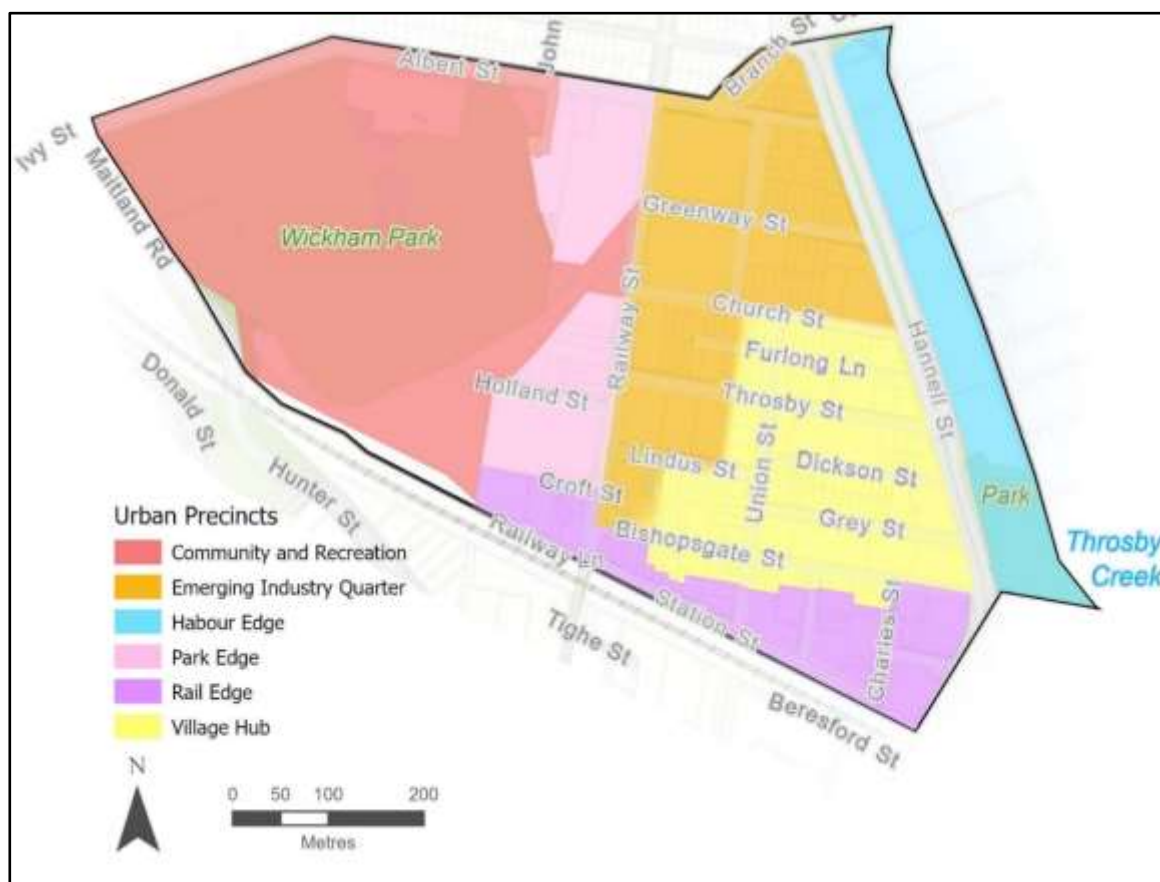 Albert St
John
Branch St
Ivy St
Maitland Rd
Wickham Park
Greenway St
Railway St
Church St
Hannell St
Furlong Ln
Donald St
Holland St
Throsby St
Hunter St
Lindus St
Union St
Dickson St
Croft St
Park
Grey St
Bishopsgate St
Railway Ln
Throsby
Creek
Station St
Tighe St
Charles St
Beresford St
Urban Precincts
Community and Recreation
Emerging Industry Quarter
Habour Edge
Park Edge
Rail Edge
Village Hub
N
0 50 100 200
Metres